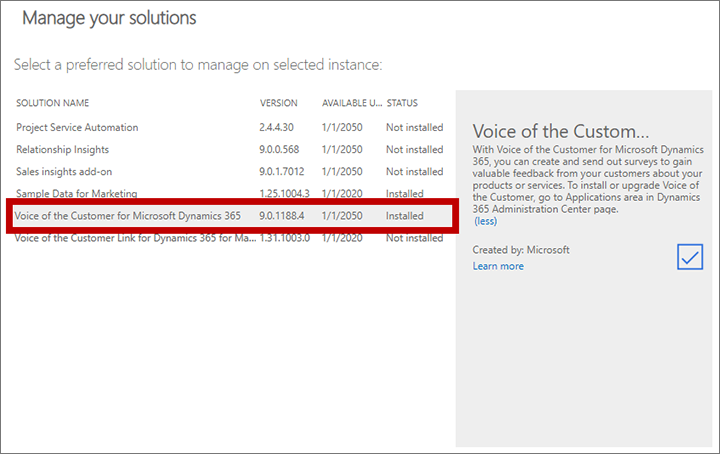 Manage your solutions
Select a preferred solution to manage on selected instance:
SOLUTION NAME VERSION AVAILABLE U... STATUS
Project Service Automation 2.4.4.30 1/1/2050 Not installed
Relationship Insights 9.0.0.568 1/1/2050 Not installed
Sales insights add-on 9.0.1.7012 1/1/2050 Not installed
Sample Data for Marketing 1.25.1004.3 1/1/2020 Installed
Voice of the Customer for Microsoft Dynamics 365 9.0.1188.4 1/1/2050 Installed
Voice of the Customer Link for Dynamics 365 for Ma... 1.31.1003.0 1/1/2020 Not installed
Voice of the Custom...
With Voice of the Customer for Microsoft Dynamics
365, you can create and send out surveys to gain
valuable feedback from your customers about your
products or services. To install or upgrade Voice of
the Customer, go to Applications area in Dynamics
365 Administration Center page.
(less)
Created by: Microsoft
Learn more